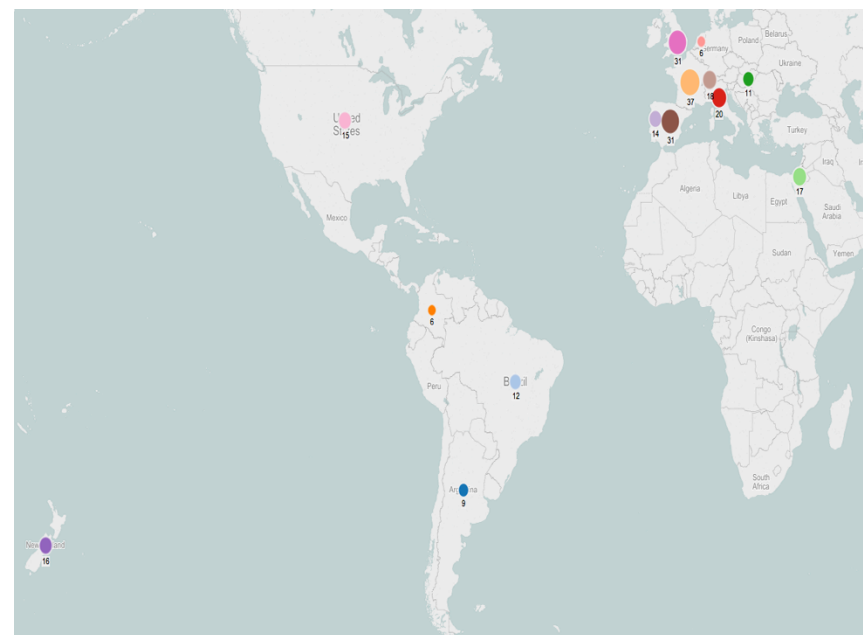 Belarus
Poland
Germany
Ukraine
31
6
37
18
20
11
14
31
Turkey
United
States
15
Mexico
Algeria
Libya
Egypt
17
Iraq
Saudi
Arabia
Sudan
Yemen
6
Congo
(Kinshasa)
Peru
Brazil
12
South
Africa
Argentina
9
New Zealand
16